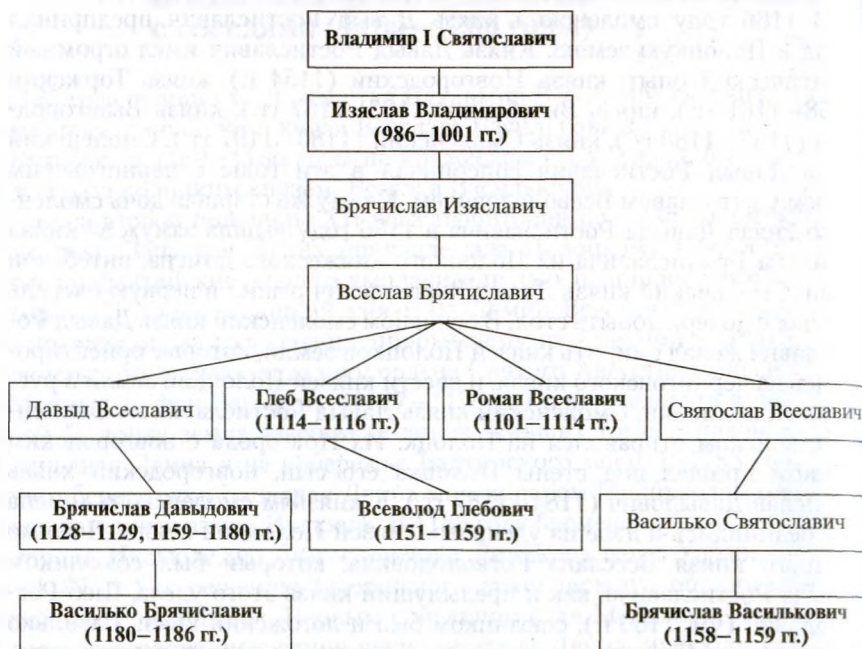 Владимир I Святославич
Изяслав Владимирович
(986–1001 гг.)
Брячислав Изяславич
Всеслав Брячиславич
Давыд Всеславич
Глеб Всеславич
(1114–1116 гг.)
Роман Всеславич
(1101–1114 гг.)
Святослав Всеславич
Брячислав Давыдович
(1128-1129; 1159–1180 гг.)
Всеволод Глебович
(1151–1159 гг.)
Василько Святославич
Василько Брячиславич
(1180–1186 гг.)
Брячислав Василькович
(1158–1159 гг.)